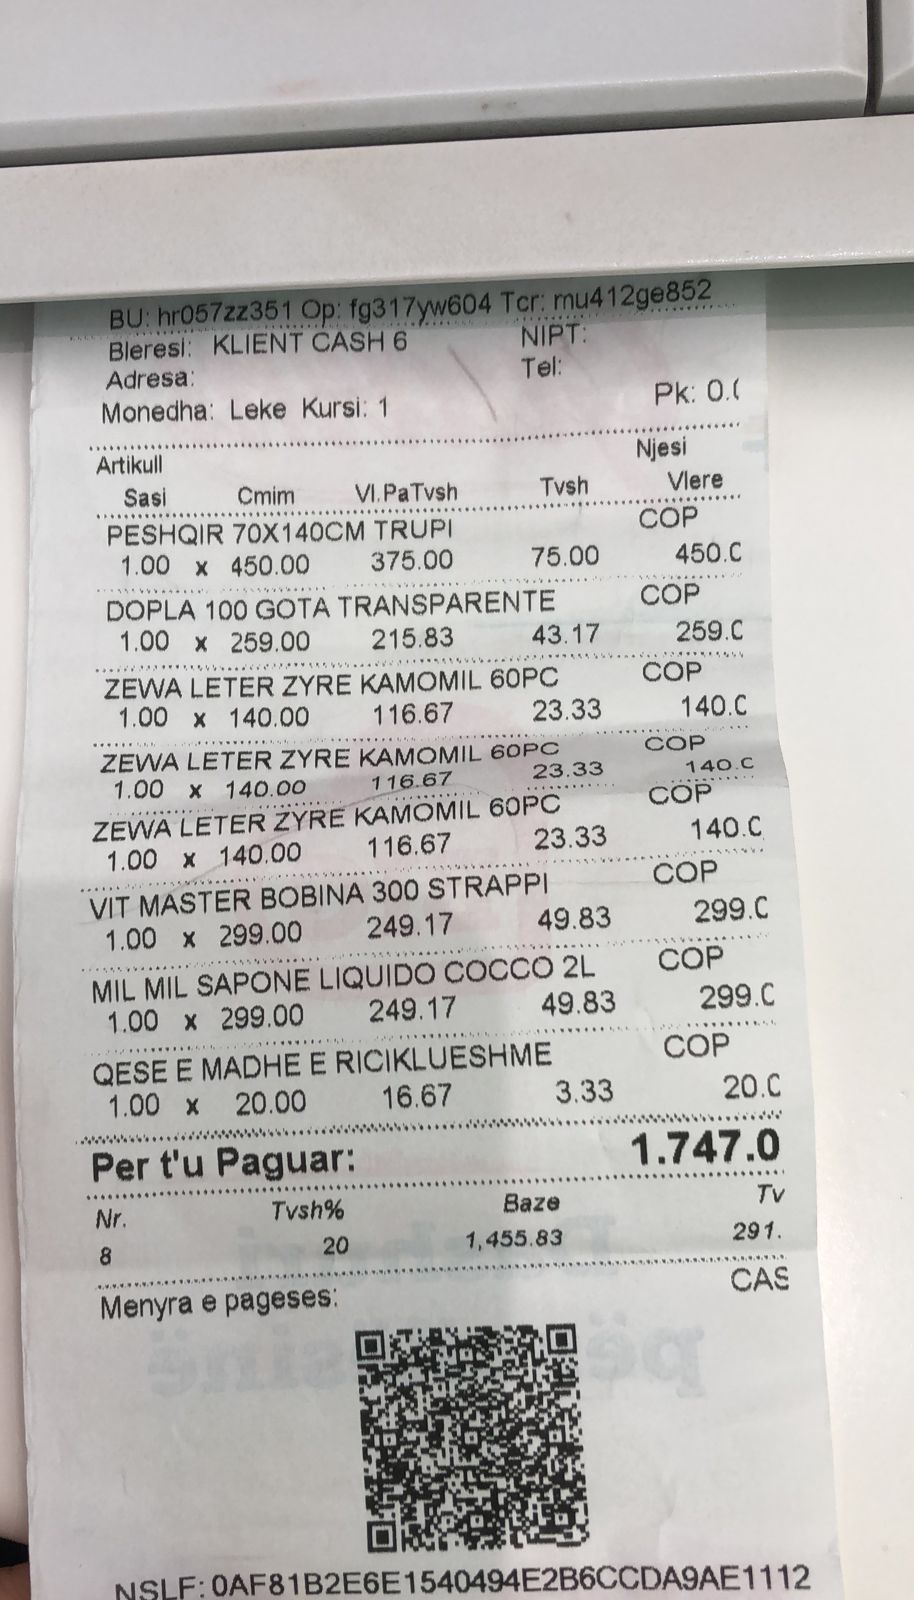 BU: hr057zz351 Op: fg317yw604 Tcr: mu412ge852
Bleresi: KLIENT CASH 6 NIPT:
Adresa: Tel:
Monedha: Leke Kursi: 1 Pk: 0.(
Artikull Njesi
Sasi Cmim Vl.PaTvsh Tvsh Vlere
PESHQIR 70X140CM TRUPI COP
1.00 x 450.00 375.00 75.00 450.0
DOPLA 100 GOTA TRANSPARENTE COP
1.00 x 259.00 215.83 43.17 259.0
ZEWA LETER ZYRE KAMOMIL 60PC COP
1.00 x 140.00 116.67 23.33 140.0
ZEWA LETER ZYRE KAMOMIL 60PC COP
1.00 x 140.00 116.67 23.33 140.0
ZEWA LETER ZYRE KAMOMIL 60PC COP
1.00 x 140.00 116.67 23.33 140.0
VIT MASTER BOBINA 300 STRAPPI COP
1.00 x 299.00 249.17 49.83 299.0
MIL MIL SAPONE LIQUIDO COCCO 2L COP
1.00 x 299.00 249.17 49.83 299.0
QESE E MADHE E RICIKLUESHME COP
1.00 x 20.00 16.67 3.33 20.0
Per t'u Paguar: 1.747.0
Nr. Tvsh% Baze Tv
8 20 1,455.83 291.
Menyra e pageses: CAS
NSLF: 0AF81B2E6E1540494E2B6CCDA9AE1112